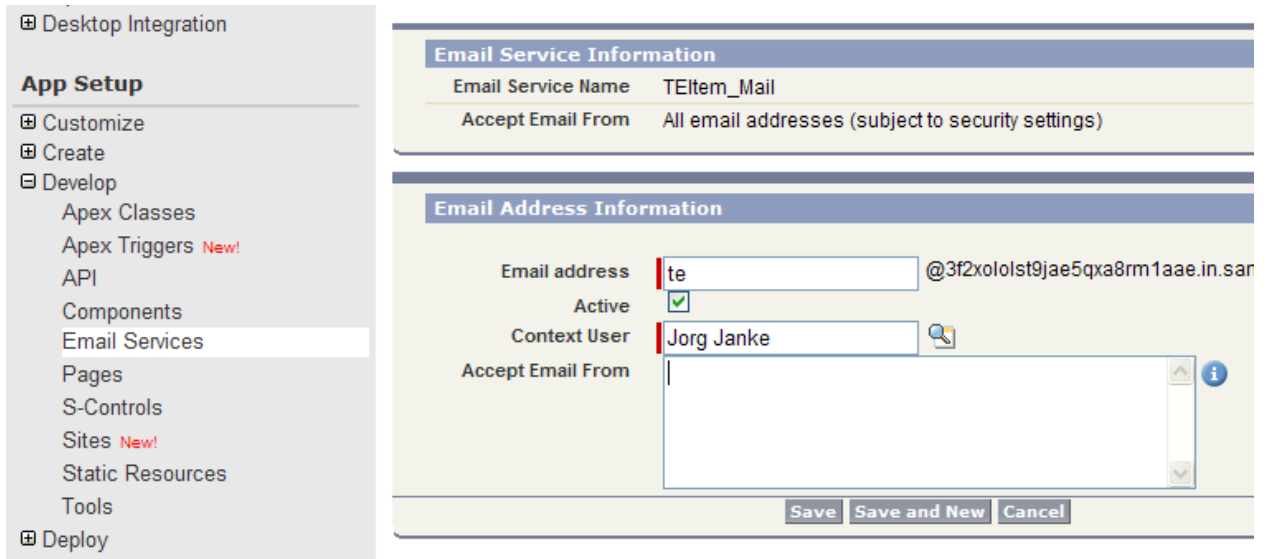 Desktop Integration
App Setup
Customize
Create
Develop
Apex Classes
Apex Triggers New!
API
Components
Email Services
Pages
S-Controls
Sites New!
Static Resources
Tools
Deploy
Email Service Information
Email Service Name TEItem_Mail
Accept Email From All email addresses (subject to security settings)
Email Address Information
Email address te @3f2xololst9jae5qxa8rm1aae.in.san
Active
Context User Jorg Janke
Accept Email From
Save Save and New Cancel